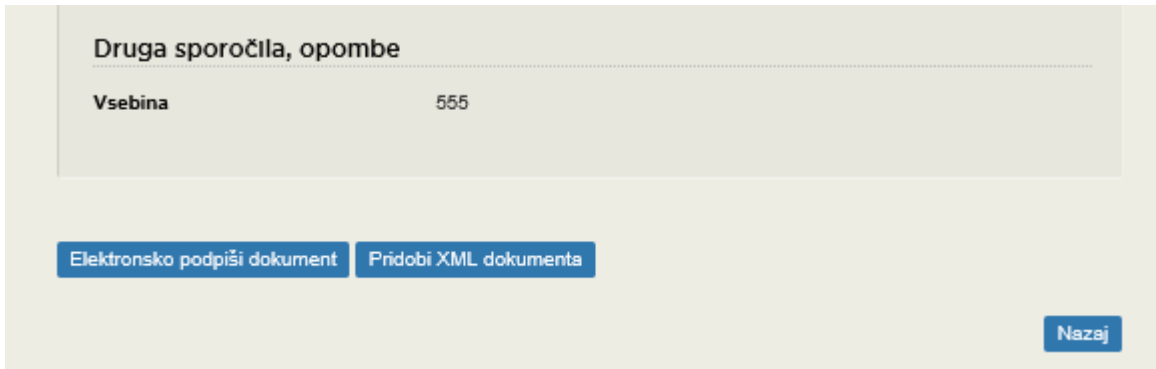 Druga sporočila, opombe
Vsebina 555
Elektronsko podpiši dokument Pridobi XML dokumenta
Nazaj